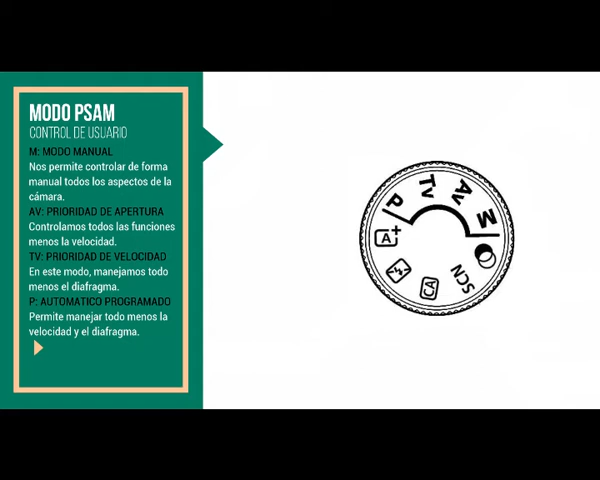 MODO PSAM
CONTROL DE USUARIO
M: MODO MANUAL
Nos permite controlar de forma
manual todos los aspectos de la
cámara.
AV: PRIORIDAD DE APERTURA
Controlamos todos las funciones
menos la velocidad.
TV: PRIORIDAD DE VELOCIDAD
En este modo, manejamos todo
menos el diafragma.
P: AUTOMATICO PROGRAMADO
Permite manejar todo menos la
velocidad y el diafragma.
P
Tv
Av
M
A+
CA
SCN